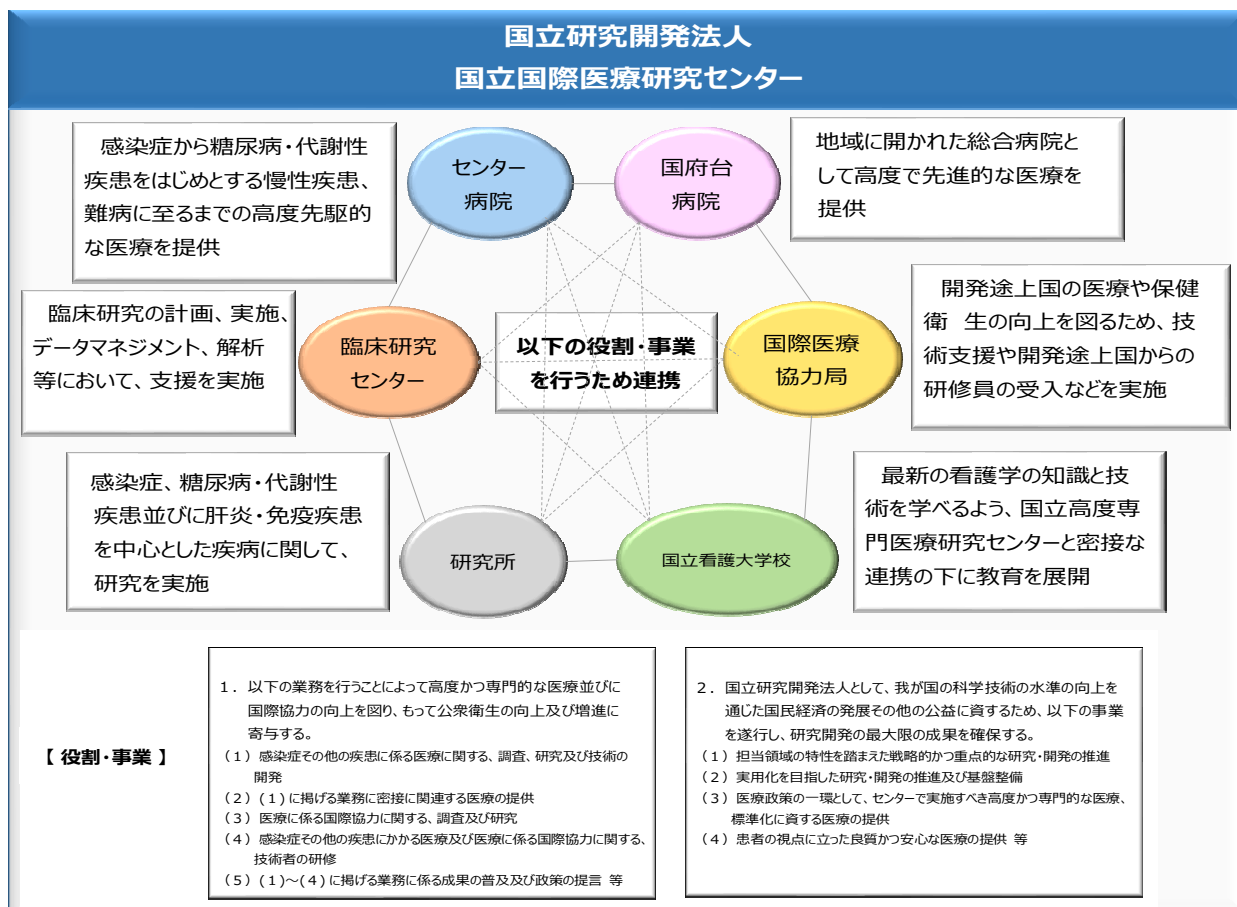 国立研究開発法人
国立国際医療研究センター
感染症から糖尿病・代謝性
疾患をはじめとする慢性疾患、
難病に至るまでの高度先駆的
な医療を提供
センター
病院
国府台
病院
地域に開かれた総合病院と
して高度で先進的な医療を
提供
臨床研究の計画、実施、
データマネジメント、解析
等において、支援を実施
臨床研究
センター
以下の役割・事業
を行うため連携
国際医療
協力局
開発途上国の医療や保健
衛 生の向上を図るため、技
術支援や開発途上国からの
研修員の受入などを実施
感染症、糖尿病・代謝性
疾患並びに肝炎・免疫疾患
を中心とした疾病に関して、
研究を実施
研究所
国立看護大学校
最新の看護学の知識と技
術を学べるよう、国立高度専
門医療研究センターと密接な
連携の下に教育を展開
【 役割・事業 】
1. 以下の業務を行うことによって高度かつ専門的な医療並びに
国際協力の向上を図り、もって公衆衛生の向上及び増進に
寄与する。
(1) 感染症その他の疾患に係る医療に関する、調査、研究及び技術の
開発
(2) (1)に掲げる業務に密接に関連する医療の提供
(3) 医療に係る国際協力に関する、調査及び研究
(4) 感染症その他の疾患にかかる医療及び医療に係る国際協力に関する、
技術者の研修
(5) (1)~(4)に掲げる業務に係る成果の普及及び政策の提言 等
2. 国立研究開発法人として、我が国の科学技術の水準の向上を
通じた国民経済の発展その他の公益に資するため、以下の事業
を遂行し、研究開発の最大限の成果を確保する。
(1) 担当領域の特性を踏まえた戦略的かつ重点的な研究・開発の推進
(2) 実用化を目指した研究・開発の推進及び基盤整備
(3) 医療政策の一環として、センターで実施すべき高度かつ専門的な医療、
標準化に資する医療の提供
(4) 患者の視点に立った良質かつ安心な医療の提供 等